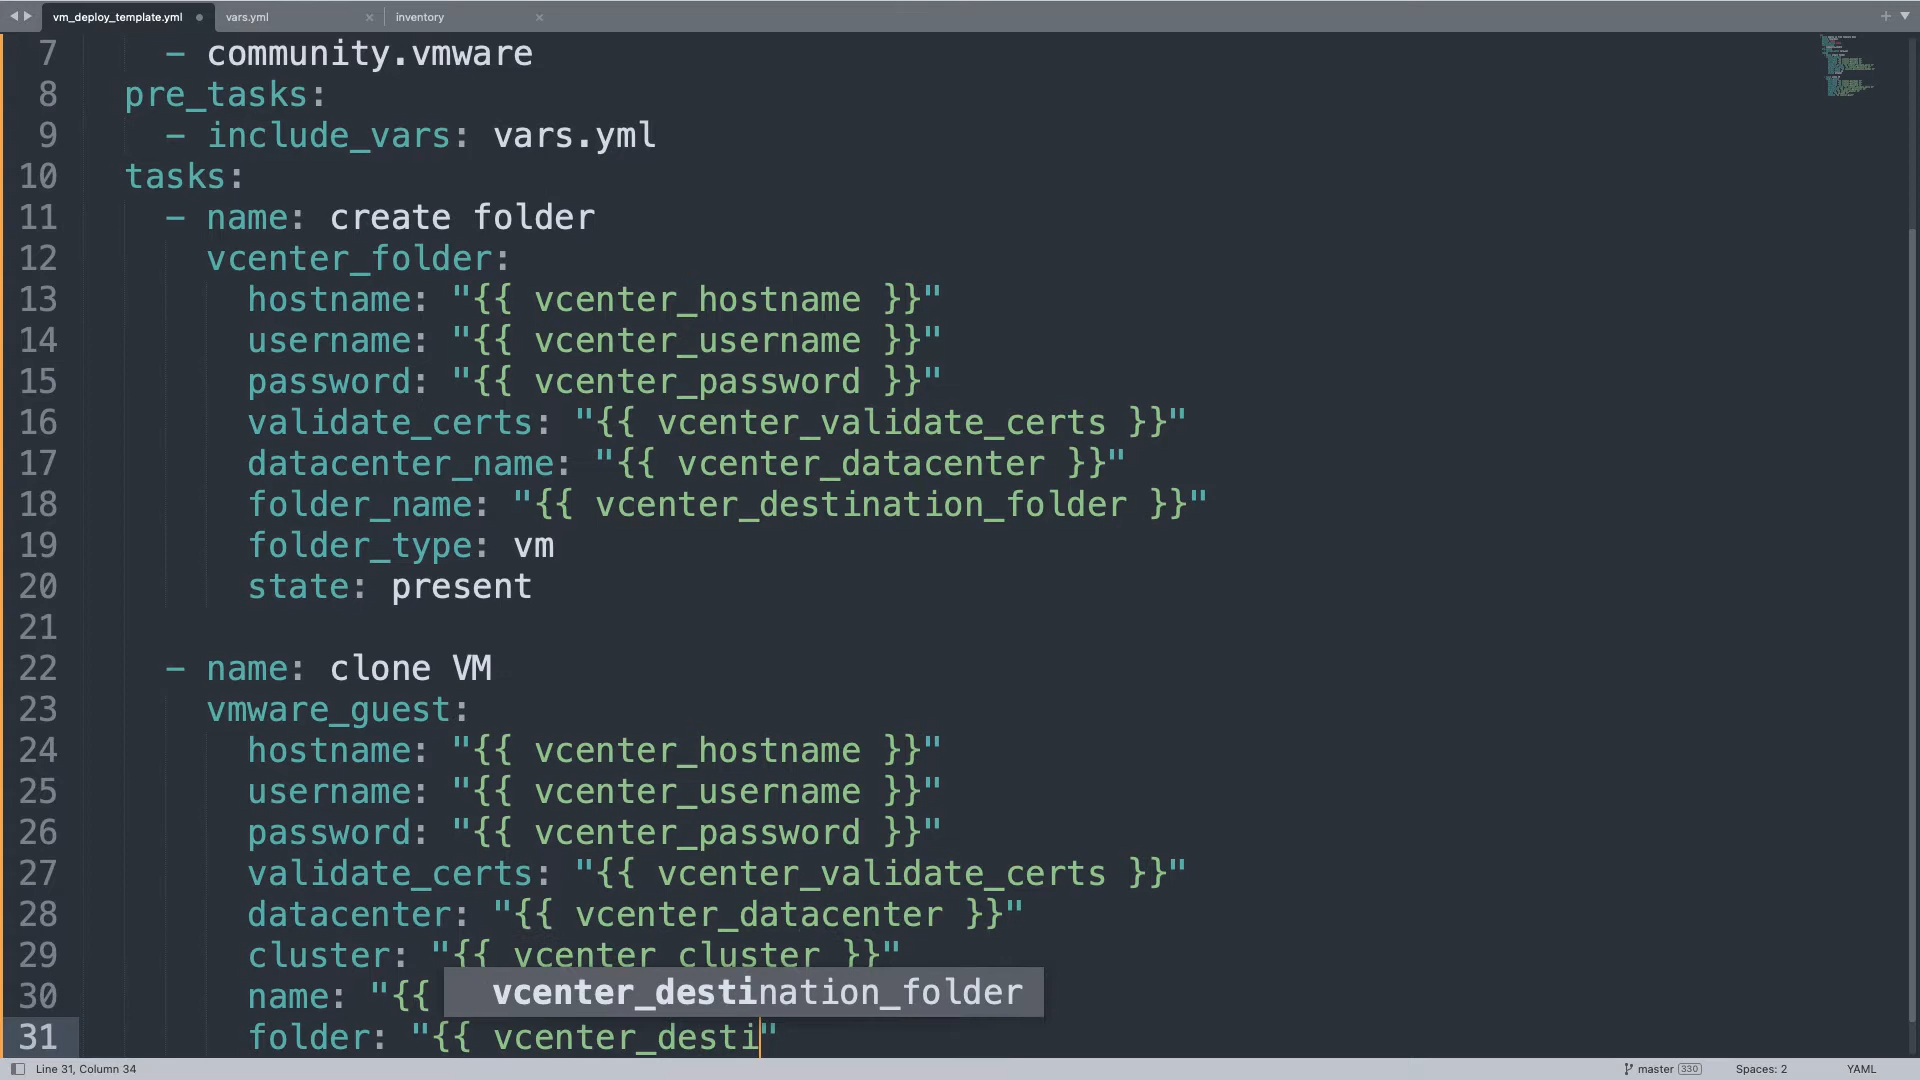 vm_deploy_template.yml
vars.yml
inventory
7 - community.vmware
8 pre_tasks:
9 - include_vars: vars.yml
10 tasks:
11 - name: create folder
12 vcenter_folder:
13 hostname: "{{ vcenter_hostname }}"
14 username: "{{ vcenter_username }}"
15 password: "{{ vcenter_password }}"
16 validate_certs: "{{ vcenter_validate_certs }}"
17 datacenter_name: "{{ vcenter_datacenter }}"
18 folder_name: "{{ vcenter_destination_folder }}"
19 folder_type: vm
20 state: present
21
22 - name: clone VM
23 vmware_guest:
24 hostname: "{{ vcenter_hostname }}"
25 username: "{{ vcenter_username }}"
26 password: "{{ vcenter_password }}"
27 validate_certs: "{{ vcenter_validate_certs }}"
28 datacenter: "{{ vcenter_datacenter }}"
29 cluster: "{{ vcenter_cluster }}"
30 name: "{{
vcenter_destination_folder
31 folder: "{{ vcenter_desti"
Line 31, Column 34
master 330
Spaces: 2
YAML